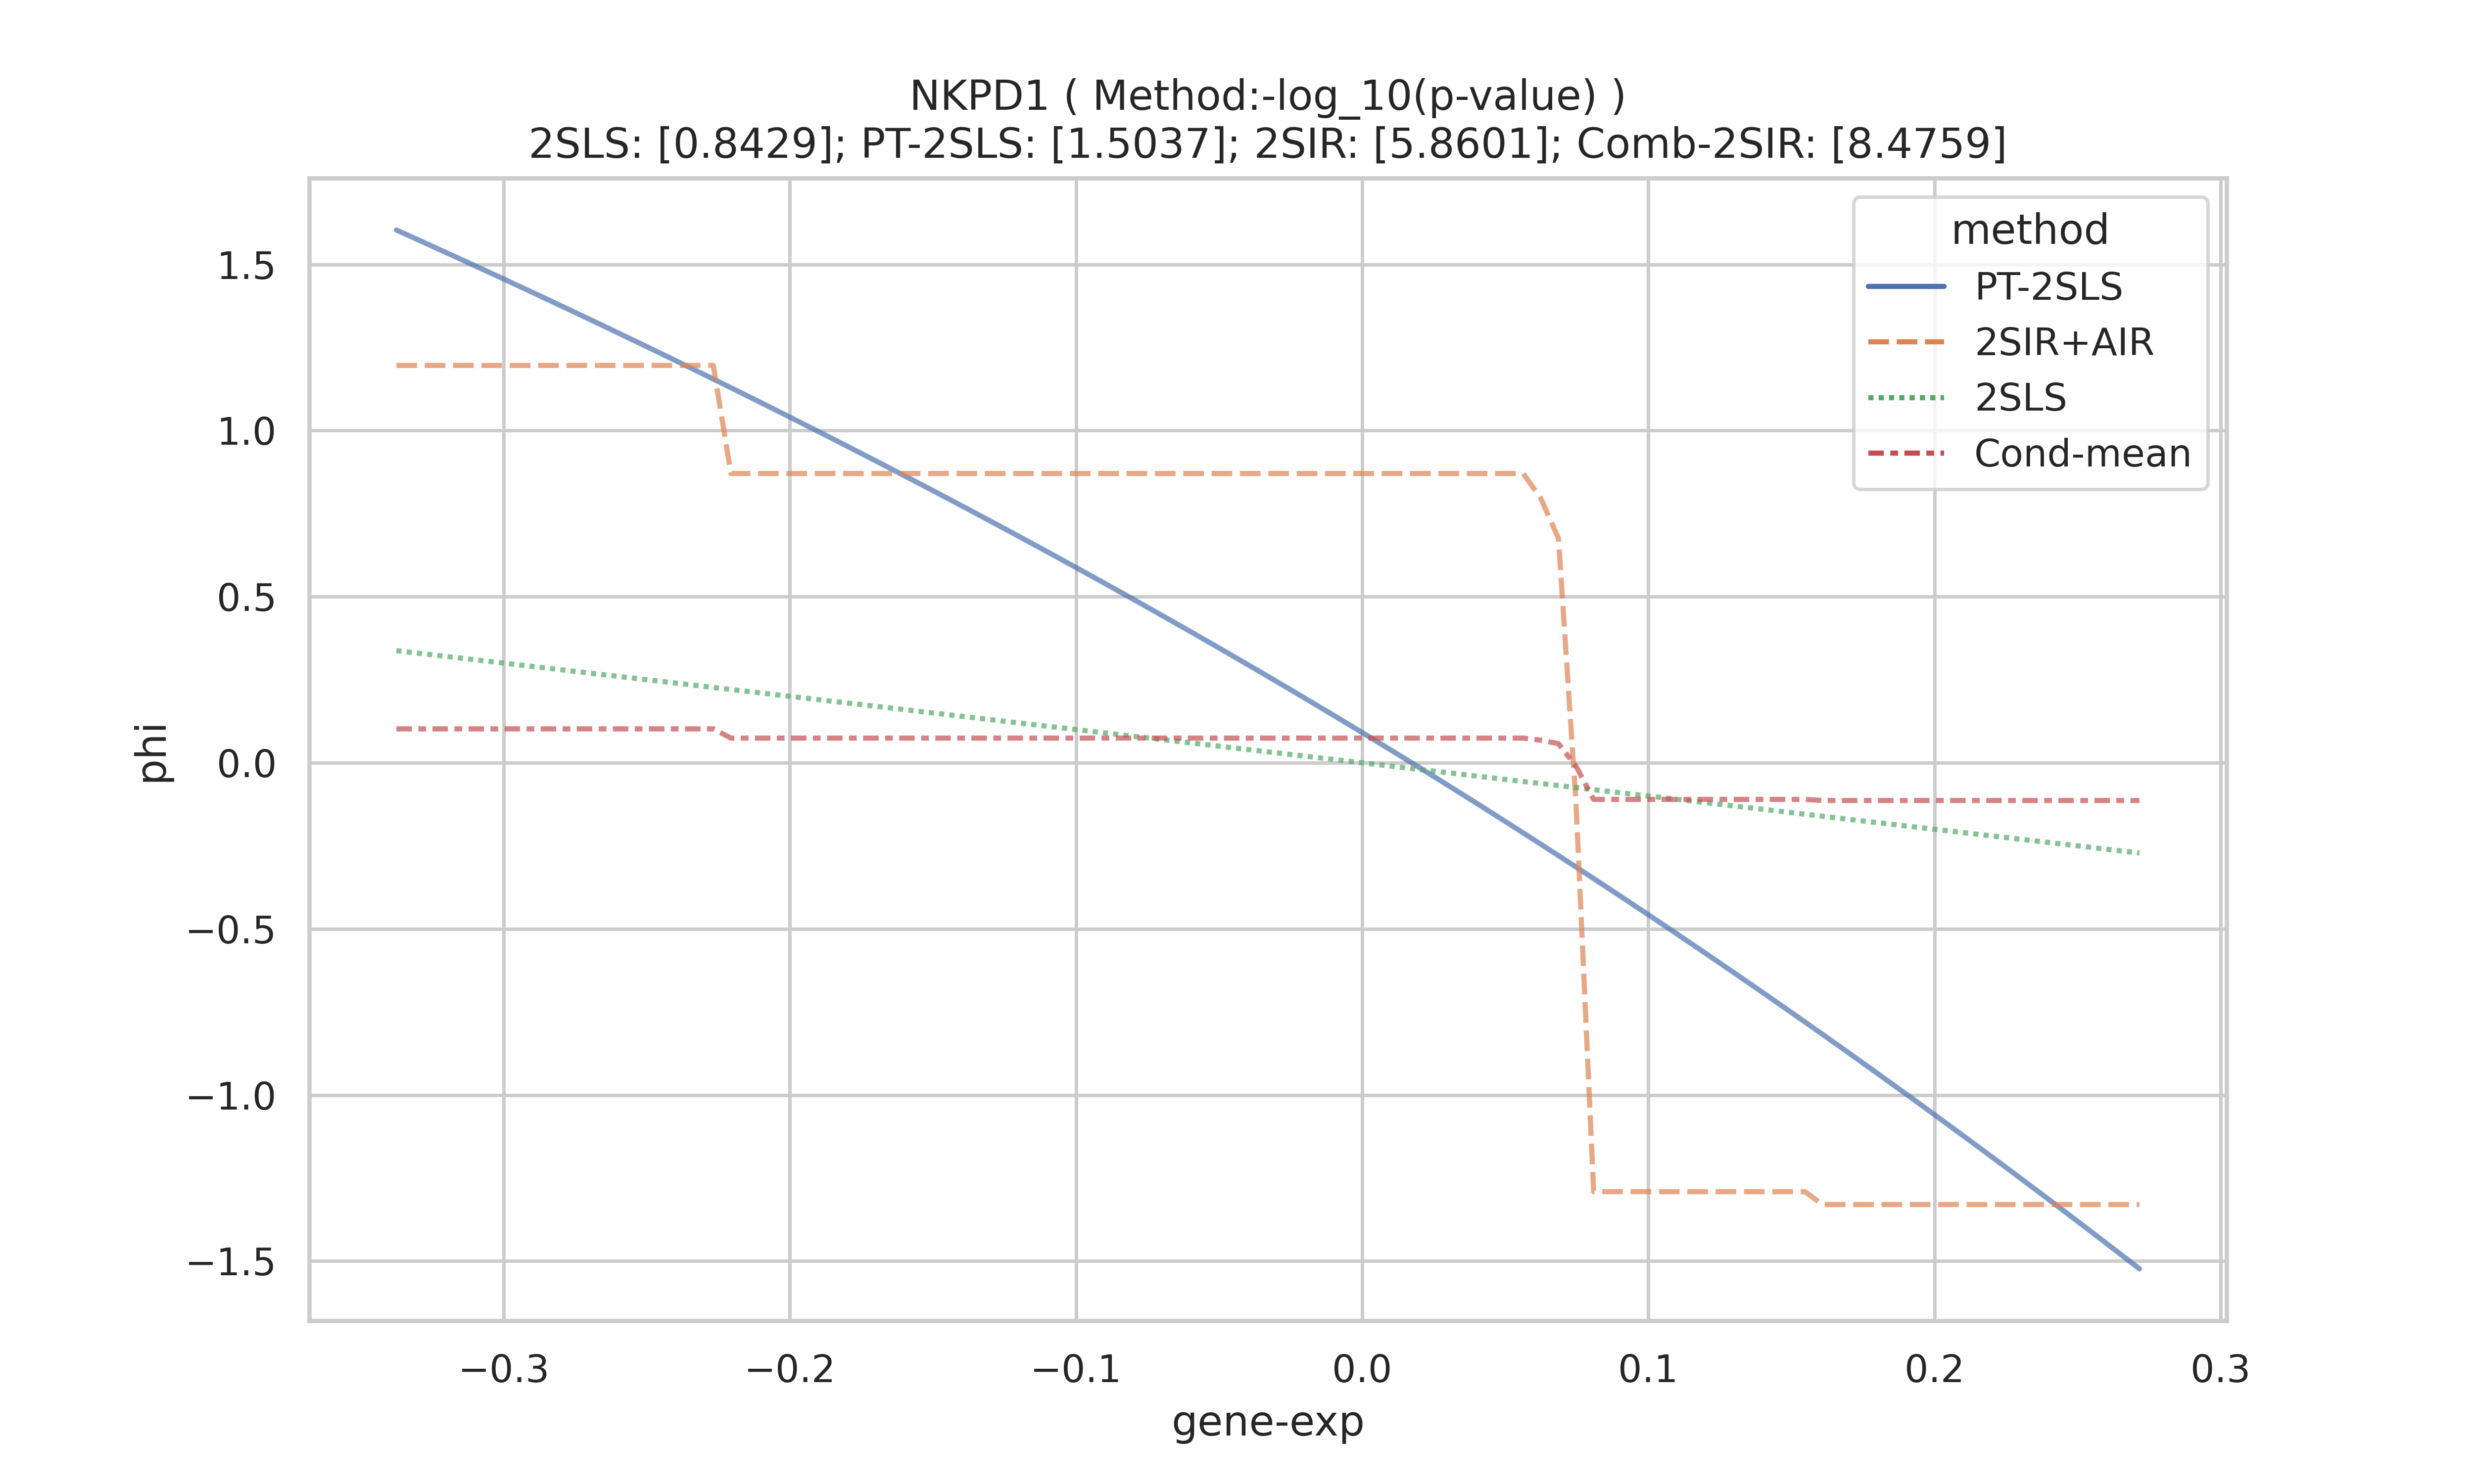 NKPD1 ( Method:-log_10(p-value) )
2SLS: [0.8429]; PT-2SLS: [1.5037]; 2SIR: [5.8601]; Comb-2SIR: [8.4759]
method
PT-2SLS
2SIR+AIR
2SLS
Cond-mean
1.5
1.0
0.5
0.0
−0.5
−1.0
−1.5
phi
−0.3 −0.2 −0.1 0.0 0.1 0.2 0.3
gene-exp